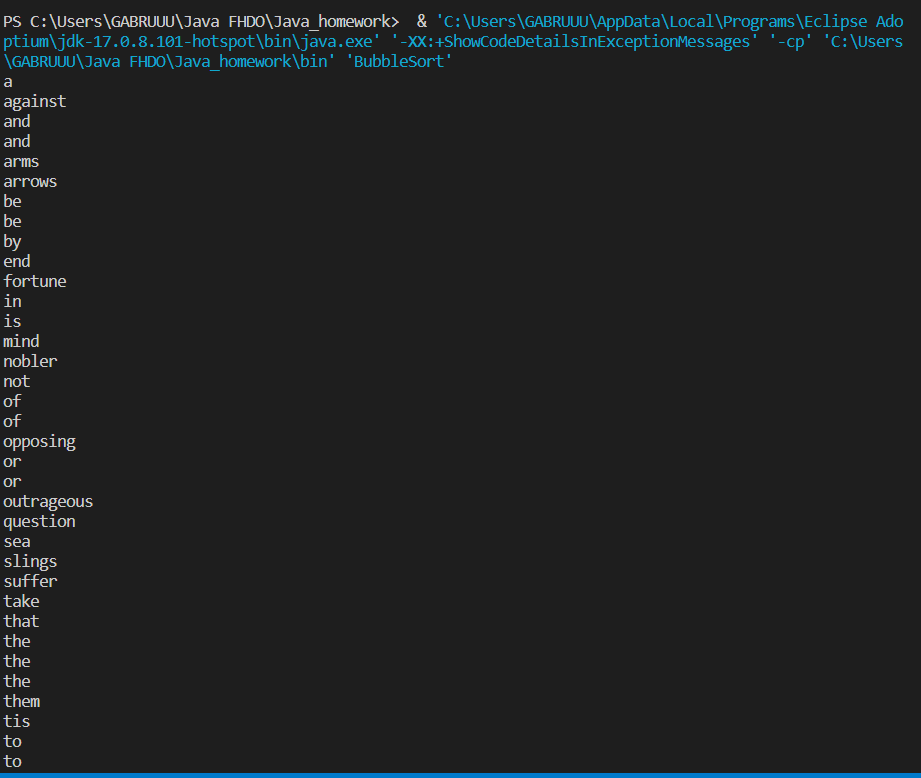 PS C:\Users\GABRUUU\Java FHDO\Java_homework>  & 'C:\Users\GABRUUU\AppData\Local\Programs\Eclipse Ado
ptium\jdk-17.0.8.101-hotspot\bin\java.exe' '-XX:+ShowCodeDetailsInExceptionMessages' '-cp' 'C:\Users
\GABRUUU\Java FHDO\Java_homework\bin' 'BubbleSort'
a
against
and
and
arms
arrows
be
be
by
end
fortune
in
is
mind
nobler
not
of
of
opposing
or
or
outrageous
question
sea
slings
suffer
take
that
the
the
the
them
tis
to
to